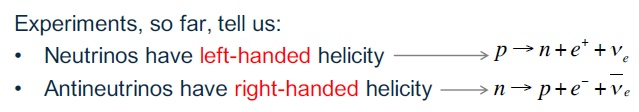 Experiments, so far, tell us:
• Neutrinos have left-handed helicity ⟶ p → n + e⁺ + νₑ
• Antineutrinos have right-handed helicity ⟶ n → p + e⁻ + ν̅ₑ